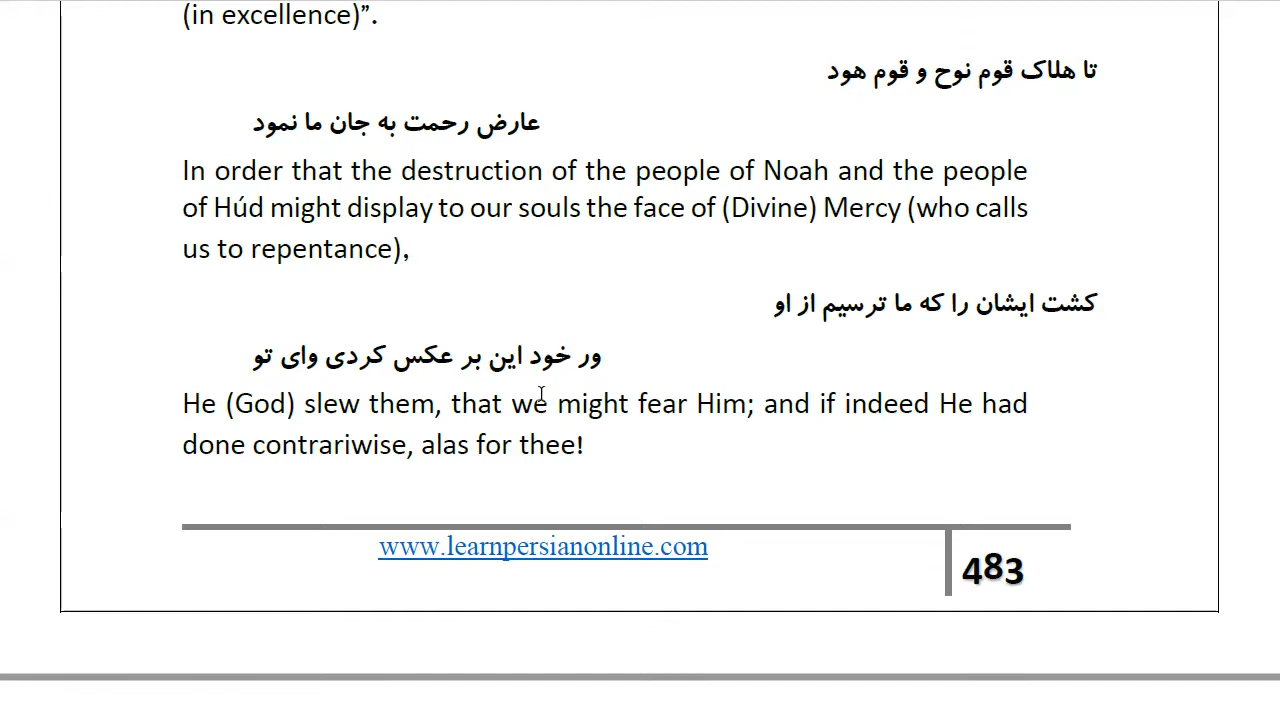 (in excellence)”.
تا هلاک قوم نوح و قوم هود
عارض رحمت به جان ما نمود
In order that the destruction of the people of Noah and the people
of Húd might display to our souls the face of (Divine) Mercy (who calls
us to repentance),
کشت ایشان را که ما ترسیم از او
ور خود این بر عکس کردی وای تو
He (God) slew them, that we might fear Him; and if indeed He had
done contrariwise, alas for thee!
www.learnpersianonline.com
483